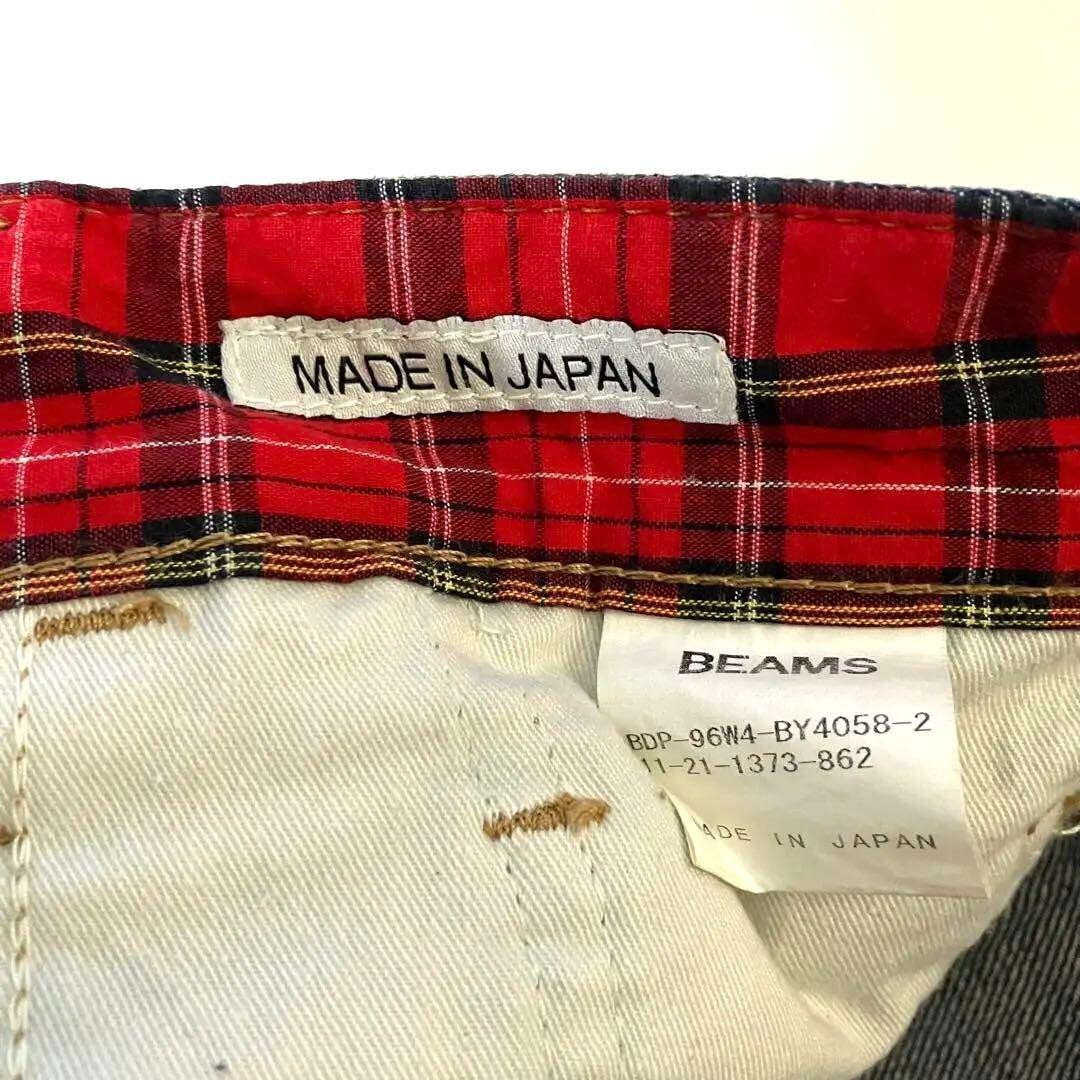 MADE IN JAPAN
BEAMS
BDP-96W4-BY4058-2
11-21-1373-862
MADE IN JAPAN